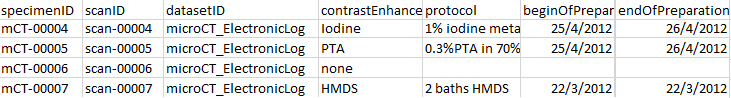 specimenID scanID datasetID contrastEnhance protocol beginOfPrepar endOfPreparation
mCT-00004 scan-00004 microCT_ElectronicLog Iodine 1% iodine meta 25/4/2012 26/4/2012
mCT-00005 scan-00005 microCT_ElectronicLog PTA 0.3%PTA in 70% 25/4/2012 26/4/2012
mCT-00006 scan-00006 microCT_ElectronicLog none
mCT-00007 scan-00007 microCT_ElectronicLog HMDS 2 baths HMDS 22/3/2012 22/3/2012